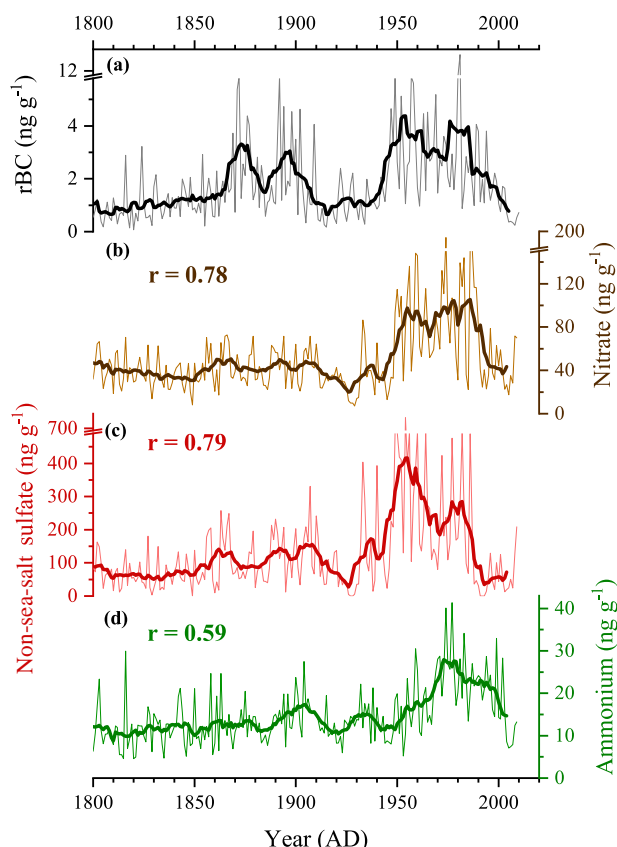 1800 1850 1900 1950 2000
(a)
12
4
2
0
rBC (ng g-1)
(b)
r = 0.78
200
120
80
40
0
Nitrate (ng g-1)
(c)
r = 0.79
700
400
300
200
100
0
Non-sea-salt sulfate (ng g-1)
(d)
r = 0.59
40
30
20
10
0
Ammonium (ng g-1)
1800 1850 1900 1950 2000
Year (AD)